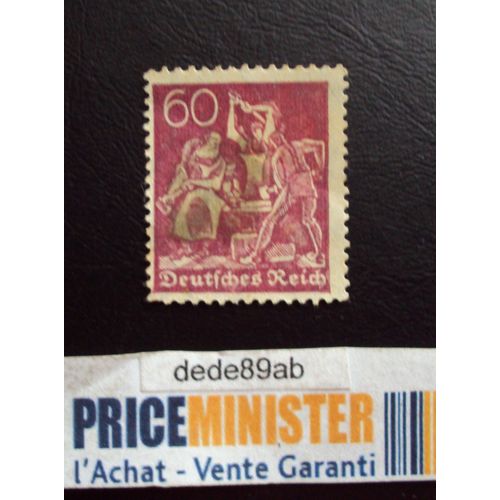 60
Deutſches Reich
dede89ab
PRICEMINISTER
l'Achat - Vente Garanti